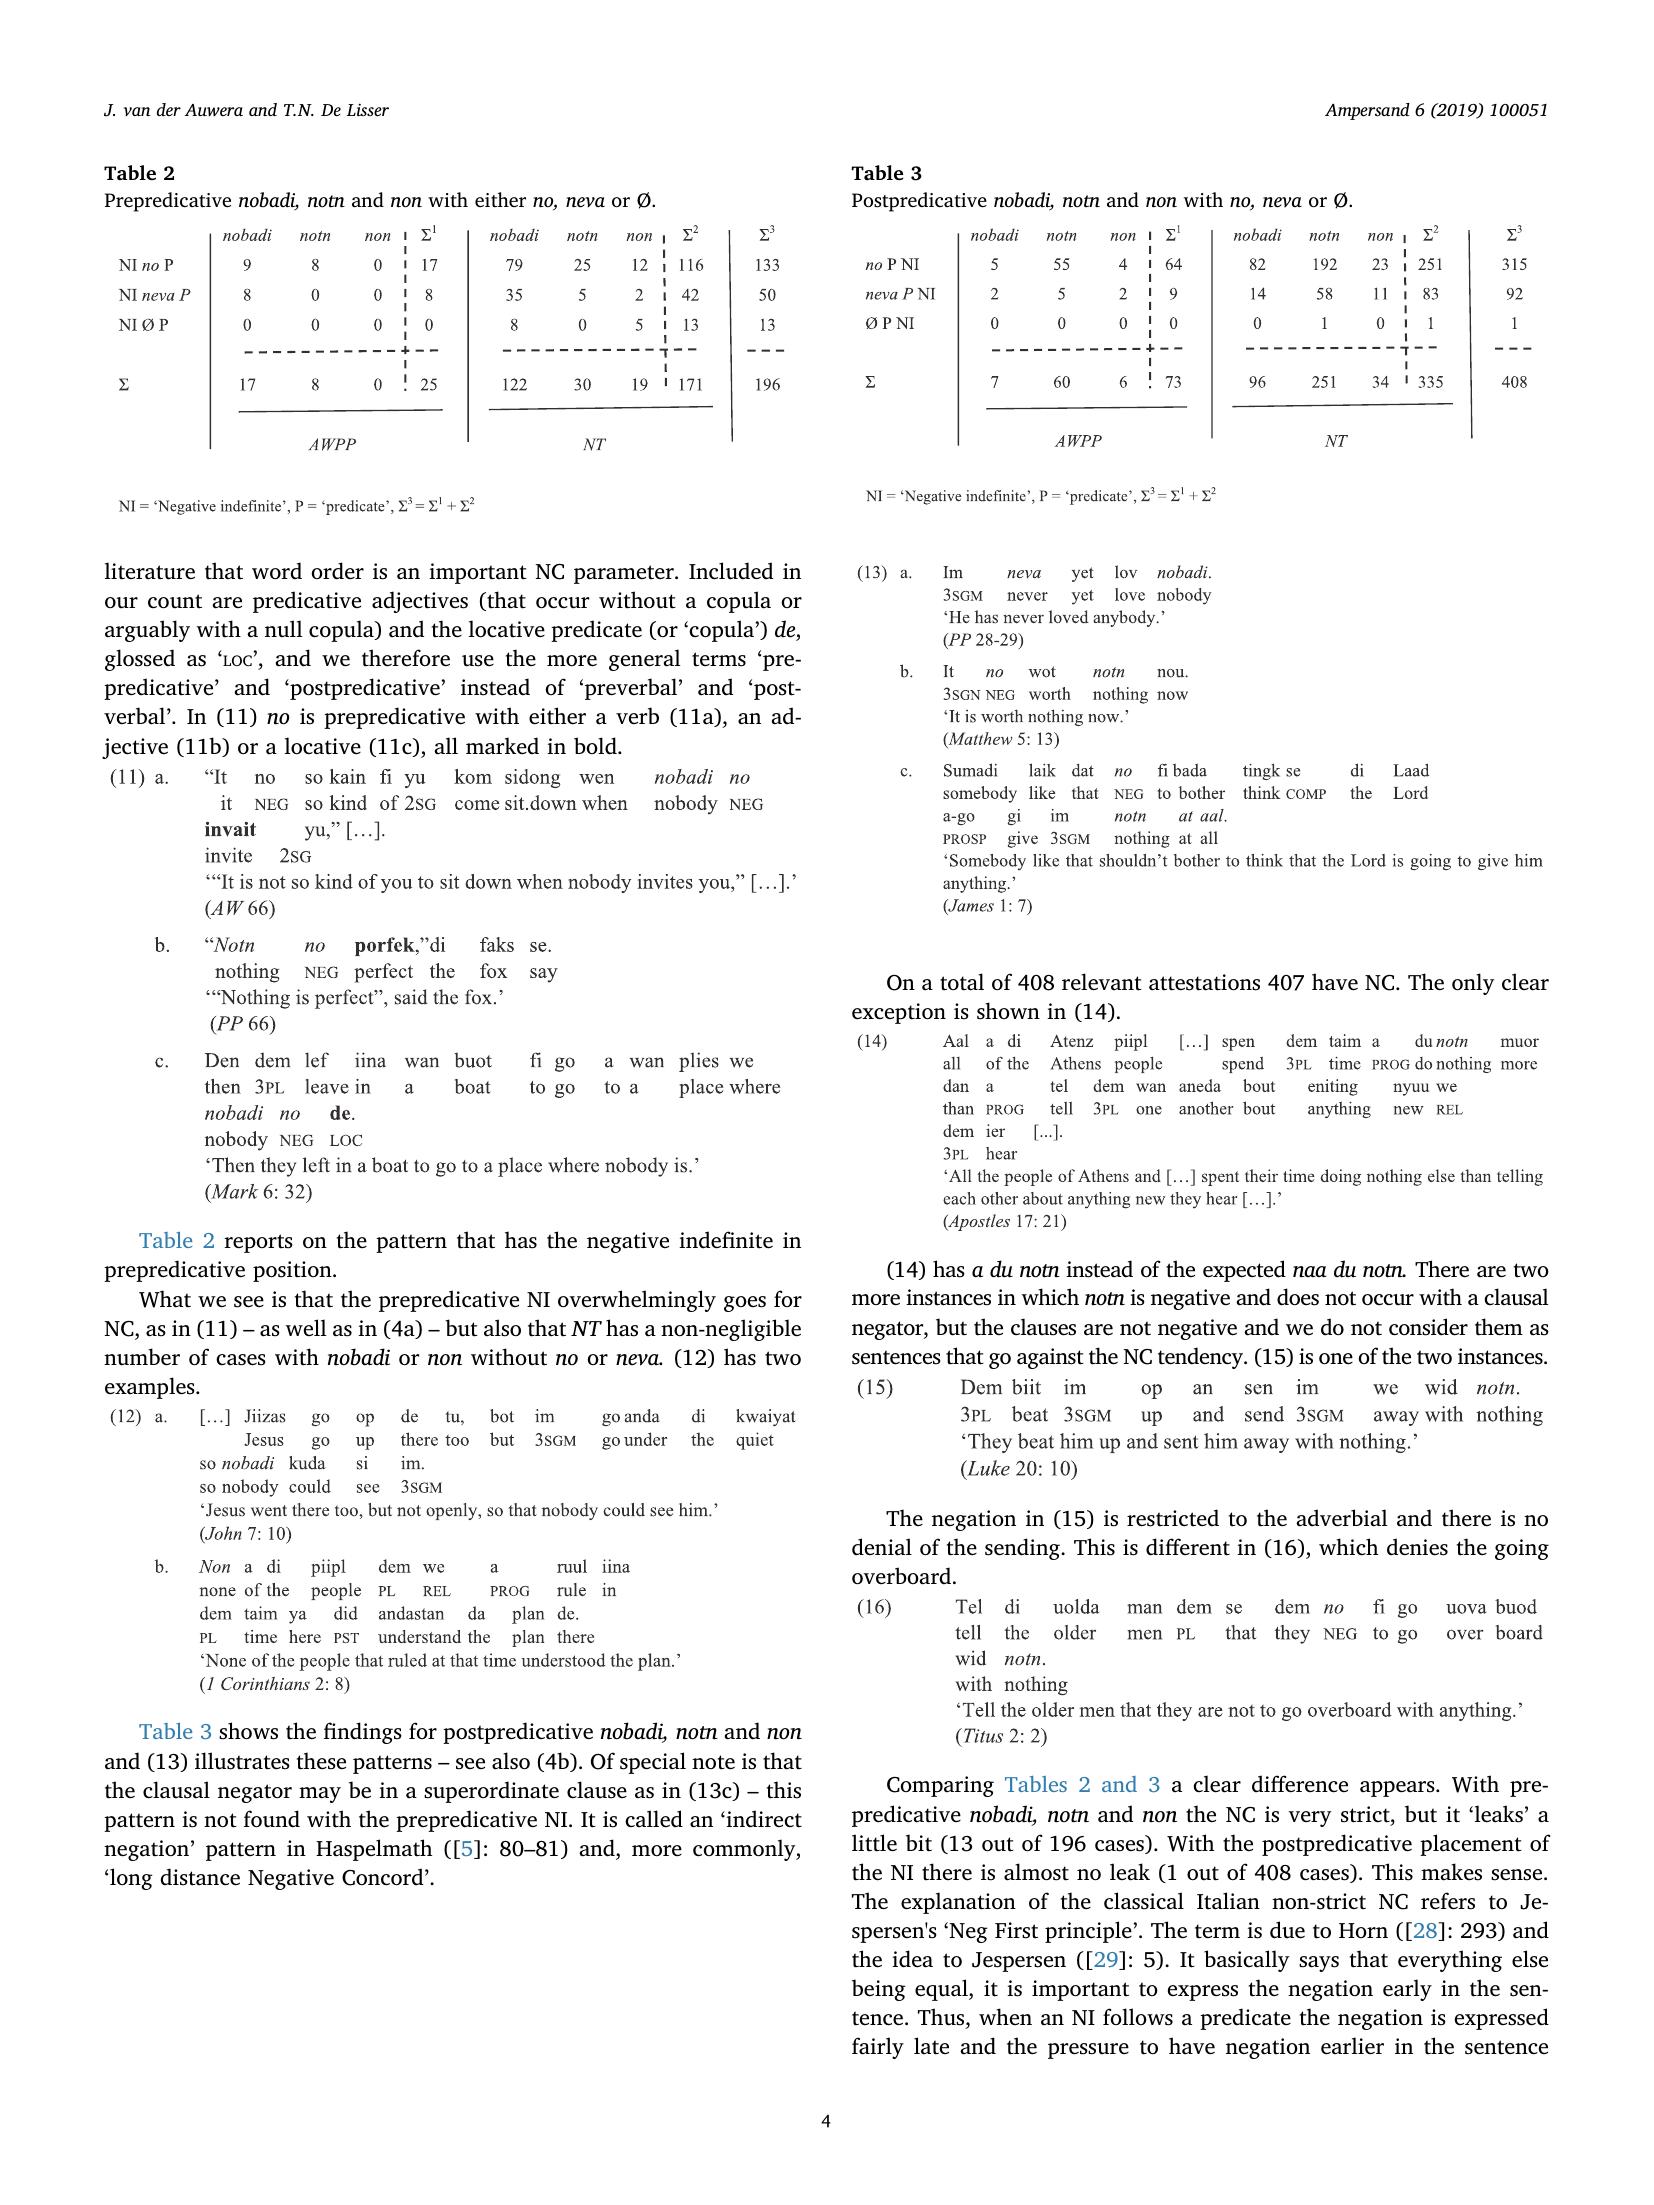 J. van der Auwera and T.N. De Lisser
Ampersand 6 (2019) 100051
Table 2
Prepredicative nobadi, notn and non with either no, neva or Ø.
nobadi notn non Σ1 nobadi notn non Σ2 Σ3
NI no P 9 8 0 17 79 25 12 116 133
NI neva P 8 0 0 8 35 5 2 42 50
NI Ø P 0 0 0 0 8 0 5 13 13
Σ 17 8 0 25 122 30 19 171 196
AWPP NT
NI = ‘Negative indefinite’, P = ‘predicate’, Σ3 = Σ1 + Σ2
literature that word order is an important NC parameter. Included in
our count are predicative adjectives (that occur without a copula or
arguably with a null copula) and the locative predicate (or ‘copula’) de,
glossed as ‘LOC’, and we therefore use the more general terms ‘pre-
predicative’ and ‘postpredicative’ instead of ‘preverbal’ and ‘post-
verbal’. In (11) no is prepredicative with either a verb (11a), an ad-
jective (11b) or a locative (11c), all marked in bold.
(11) a. “It no so kain fi yu kom sidong wen nobadi no
it NEG so kind of 2SG come sit.down when nobody NEG
invait yu,” […].
invite 2SG
‘“It is not so kind of you to sit down when nobody invites you,” […].’
(AW 66)
b. “Notn no porfek,”di faks se.
nothing NEG perfect the fox say
‘“Nothing is perfect”, said the fox.’
(PP 66)
c. Den dem lef iina wan buot fi go a wan plies we
then 3PL leave in a boat to go to a place where
nobadi no de.
nobody NEG LOC
‘Then they left in a boat to go to a place where nobody is.’
(Mark 6: 32)
Table 2 reports on the pattern that has the negative indefinite in
prepredicative position.
What we see is that the prepredicative NI overwhelmingly goes for
NC, as in (11) – as well as in (4a) – but also that NT has a non-negligible
number of cases with nobadi or non without no or neva. (12) has two
examples.
(12) a. […] Jiizas go op de tu, bot im go anda di kwaiyat
Jesus go up there too but 3SGM go under the quiet
so nobadi kuda si im.
so nobody could see 3SGM
‘Jesus went there too, but not openly, so that nobody could see him.’
(John 7: 10)
b. Non a di piipl dem we a ruul iina
none of the people PL REL PROG rule in
dem taim ya did andastan da plan de.
PL time here PST understand the plan there
‘None of the people that ruled at that time understood the plan.’
(1 Corinthians 2: 8)
Table 3 shows the findings for postpredicative nobadi, notn and non
and (13) illustrates these patterns – see also (4b). Of special note is that
the clausal negator may be in a superordinate clause as in (13c) – this
pattern is not found with the prepredicative NI. It is called an ‘indirect
negation’ pattern in Haspelmath ([5]: 80–81) and, more commonly,
‘long distance Negative Concord’.
Table 3
Postpredicative nobadi, notn and non with no, neva or Ø.
nobadi notn non Σ1 nobadi notn non Σ2 Σ3
no P NI 5 55 4 64 82 192 23 251 315
neva P NI 2 5 2 9 14 58 11 83 92
Ø P NI 0 0 0 0 0 1 0 1 1
Σ 7 60 6 73 96 251 34 335 408
AWPP NT
NI = ‘Negative indefinite’, P = ‘predicate’, Σ3 = Σ1 + Σ2
(13) a. Im neva yet lov nobadi.
3SGM never yet love nobody
‘He has never loved anybody.’
(PP 28-29)
b. It no wot notn nou.
3SGN NEG worth nothing now
‘It is worth nothing now.’
(Matthew 5: 13)
c. Sumadi laik dat no fi bada tingk se di Laad
somebody like that NEG to bother think COMP the Lord
a-go gi im notn at aal.
PROSP give 3SGM nothing at all
‘Somebody like that shouldn’t bother to think that the Lord is going to give him
anything.’
(James 1: 7)
On a total of 408 relevant attestations 407 have NC. The only clear
exception is shown in (14).
(14) Aal a di Atenz piipl […] spen dem taim a du notn muor
all of the Athens people spend 3PL time PROG do nothing more
dan a tel dem wan aneda bout eniting nyuu we
than PROG tell 3PL one another bout anything new REL
dem ier [...].
3PL hear
‘All the people of Athens and […] spent their time doing nothing else than telling
each other about anything new they hear […].’
(Apostles 17: 21)
(14) has a du notn instead of the expected naa du notn. There are two
more instances in which notn is negative and does not occur with a clausal
negator, but the clauses are not negative and we do not consider them as
sentences that go against the NC tendency. (15) is one of the two instances.
(15) Dem biit im op an sen im we wid notn.
3PL beat 3SGM up and send 3SGM away with nothing
‘They beat him up and sent him away with nothing.’
(Luke 20: 10)
The negation in (15) is restricted to the adverbial and there is no
denial of the sending. This is different in (16), which denies the going
overboard.
(16) Tel di uolda man dem se dem no fi go uova buod
tell the older men PL that they NEG to go over board
wid notn.
with nothing
‘Tell the older men that they are not to go overboard with anything.’
(Titus 2: 2)
Comparing Tables 2 and 3 a clear difference appears. With pre-
predicative nobadi, notn and non the NC is very strict, but it ‘leaks’ a
little bit (13 out of 196 cases). With the postpredicative placement of
the NI there is almost no leak (1 out of 408 cases). This makes sense.
The explanation of the classical Italian non-strict NC refers to Je-
spersen's ‘Neg First principle’. The term is due to Horn ([28]: 293) and
the idea to Jespersen ([29]: 5). It basically says that everything else
being equal, it is important to express the negation early in the sen-
tence. Thus, when an NI follows a predicate the negation is expressed
fairly late and the pressure to have negation earlier in the sentence
4